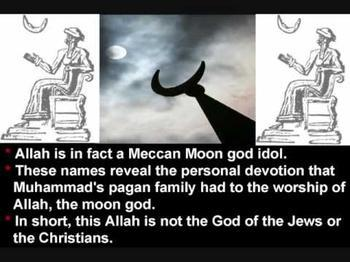 * Allah is in fact a Meccan Moon god idol.
* These names reveal the personal devotion that
Muhammad's pagan family had to the worship of
Allah, the moon god.
* In short, this Allah is not the God of the Jews or
the Christians.